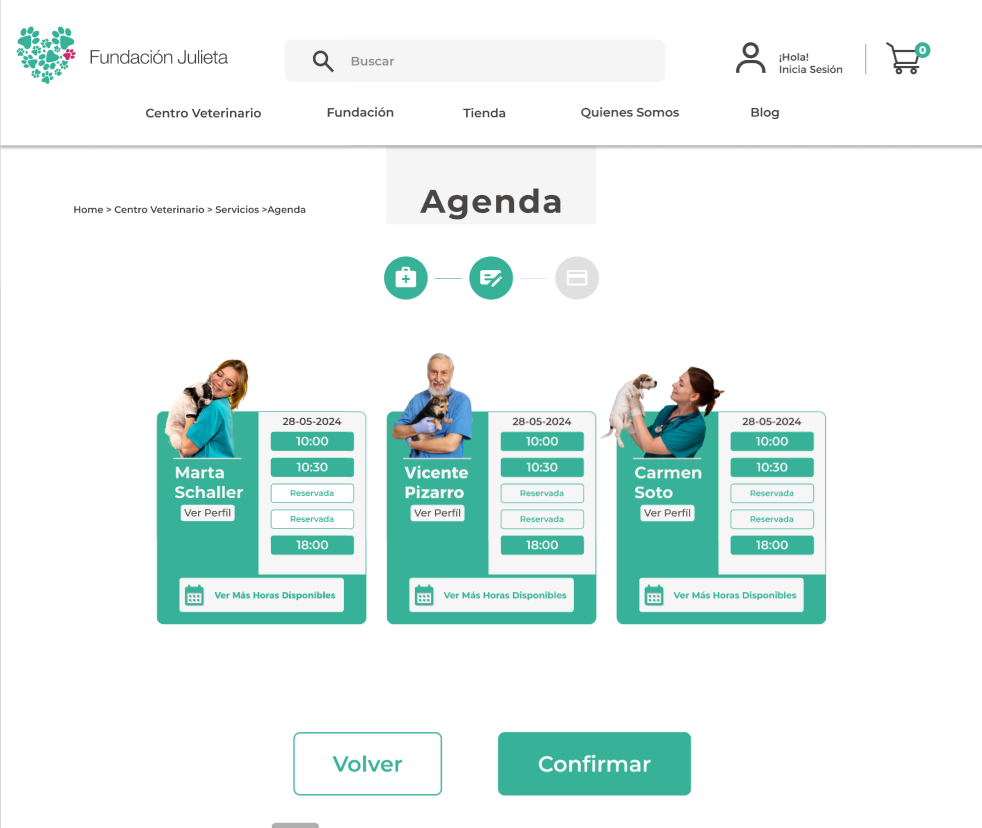 Fundación Julieta
Buscar
¡Hola!
Inicia Sesión
0
Centro Veterinario
Fundación
Tienda
Quienes Somos
Blog
Home > Centro Veterinario > Servicios >Agenda
Agenda
Marta
Schaller
Ver Perfil
28-05-2024
10:00
10:30
Reservada
Reservada
18:00
Ver Más Horas Disponibles
Vicente
Pizarro
Ver Perfil
28-05-2024
10:00
10:30
Reservada
Reservada
18:00
Ver Más Horas Disponibles
Carmen
Soto
Ver Perfil
28-05-2024
10:00
10:30
Reservada
Reservada
18:00
Ver Más Horas Disponibles
Volver
Confirmar